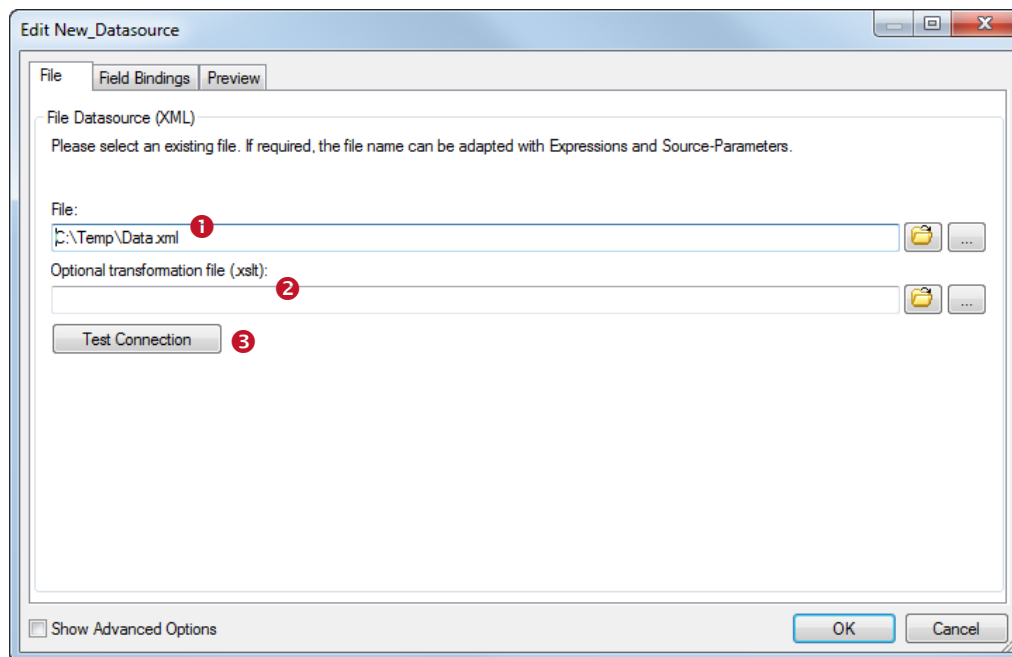 Edit New_Datasource
File Field Bindings Preview
File Datasource (XML)
Please select an existing file. If required, the file name can be adapted with Expressions and Source-Parameters.
File:
1
C:\Temp\Data.xml ...
Optional transformation file (.xslt):
2
...
Test Connection 3
Show Advanced Options OK Cancel